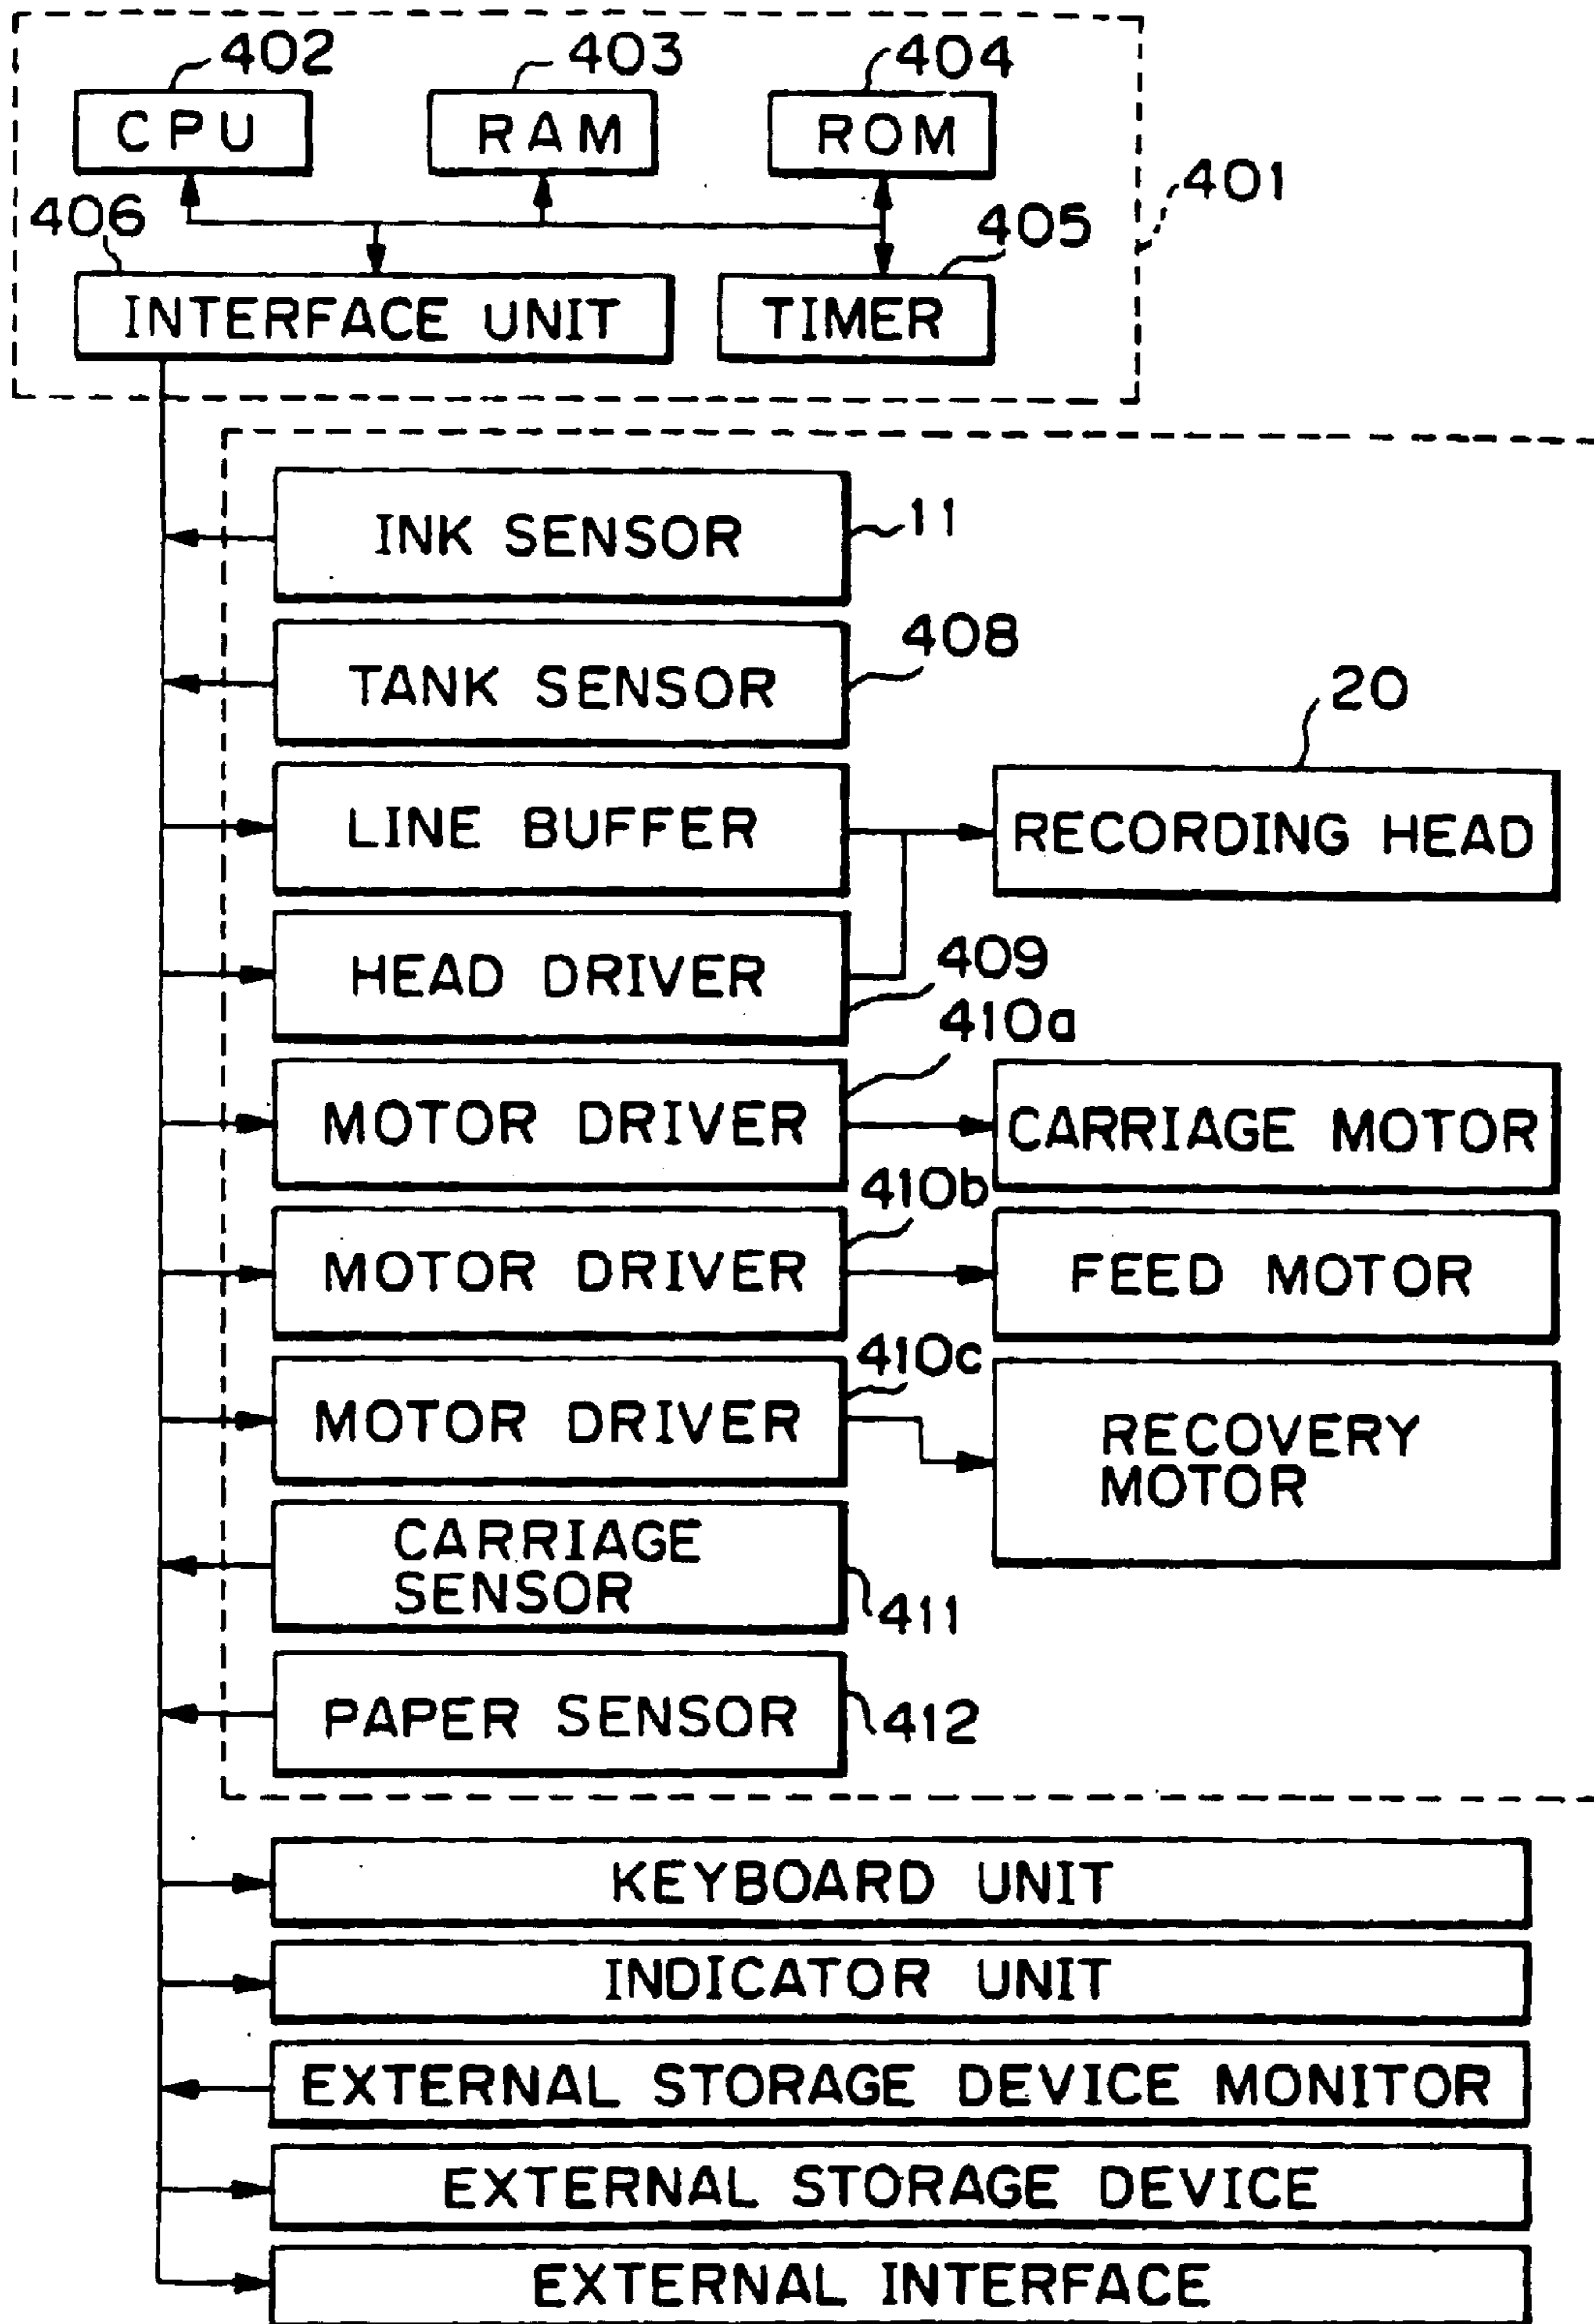 402 403 404
CPU RAM ROM
401
406 405
INTERFACE UNIT TIMER
INK SENSOR 11
408
TANK SENSOR
20
LINE BUFFER RECORDING HEAD
HEAD DRIVER 409
410a
MOTOR DRIVER CARRIAGE MOTOR
410b
MOTOR DRIVER FEED MOTOR
410c
MOTOR DRIVER RECOVERY
MOTOR
CARRIAGE
SENSOR 411
PAPER SENSOR 412
KEYBOARD UNIT
INDICATOR UNIT
EXTERNAL STORAGE DEVICE MONITOR
EXTERNAL STORAGE DEVICE
EXTERNAL INTERFACE